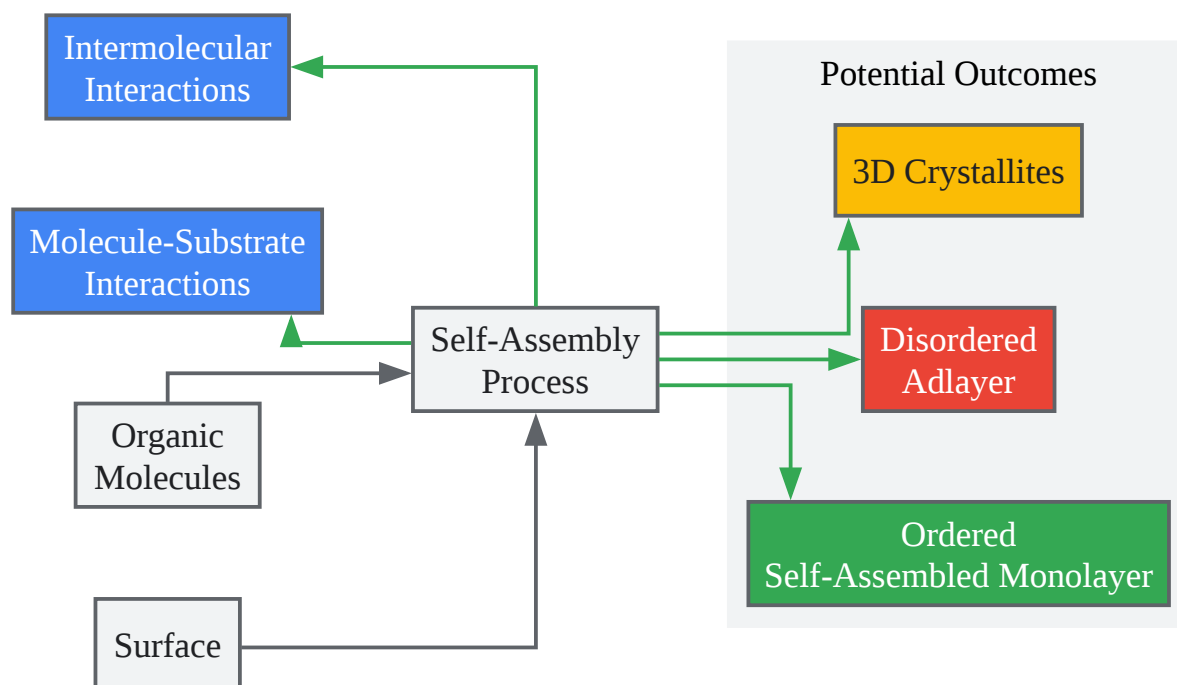 Intermolecular
Interactions
Potential Outcomes
3D Crystallites
Molecule-Substrate
Interactions
Self-Assembly
Process
Disordered
Adlayer
Organic
Molecules
Ordered
Self-Assembled Monolayer
Surface